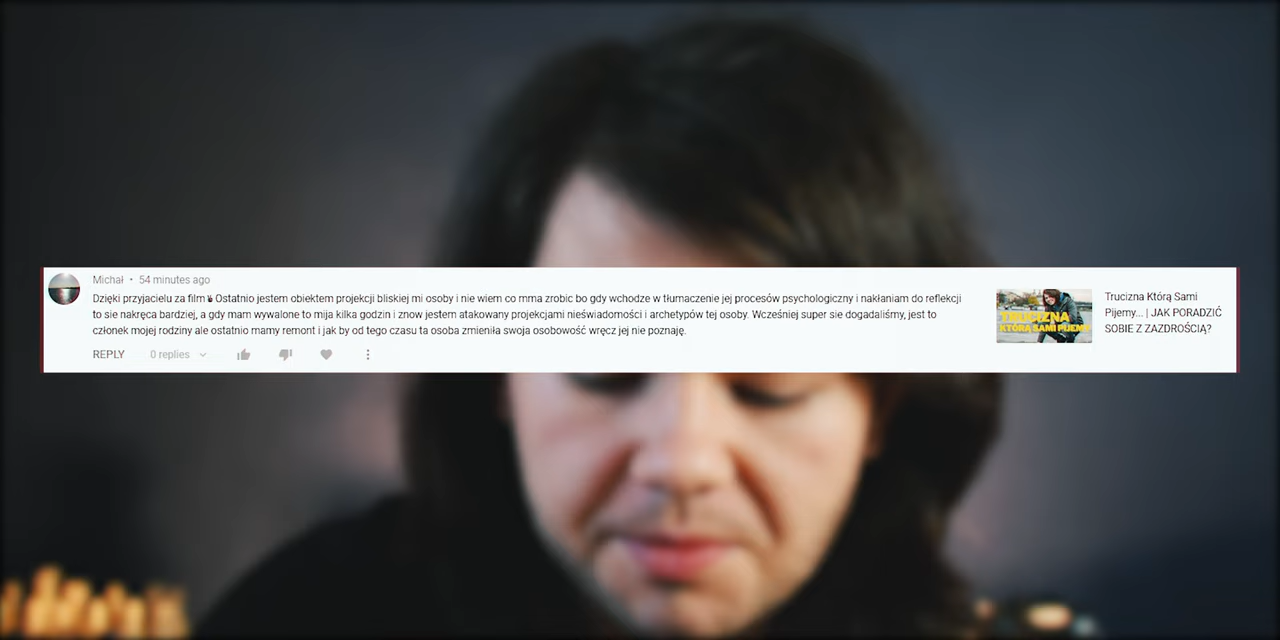 Michał • 54 minutes ago
Dzięki przyjacielu za film Ostatnio jestem obiektem projekcji bliskiej mi osoby i nie wiem co mma zrobic bo gdy wchodze w tłumaczenie jej procesów psychologiczny i nakłaniam do refleksji
to sie nakręca bardziej, a gdy mam wywalone to mija kilka godzin i znow jestem atakowany projekcjami nieświadomości i archetypów tej osoby. Wcześniej super sie dogadaliśmy, jest to
członek mojej rodziny ale ostatnio mamy remont i jak by od tego czasu ta osoba zmieniła swoja osobowość wręcz jej nie poznaję.
REPLY 0 replies
TRUCIZNA
KTÓRĄ SAMI PIJEMY
Trucizna Którą Sami
Pijemy... | JAK PORADZIĆ
SOBIE Z ZAZDROŚCIĄ?